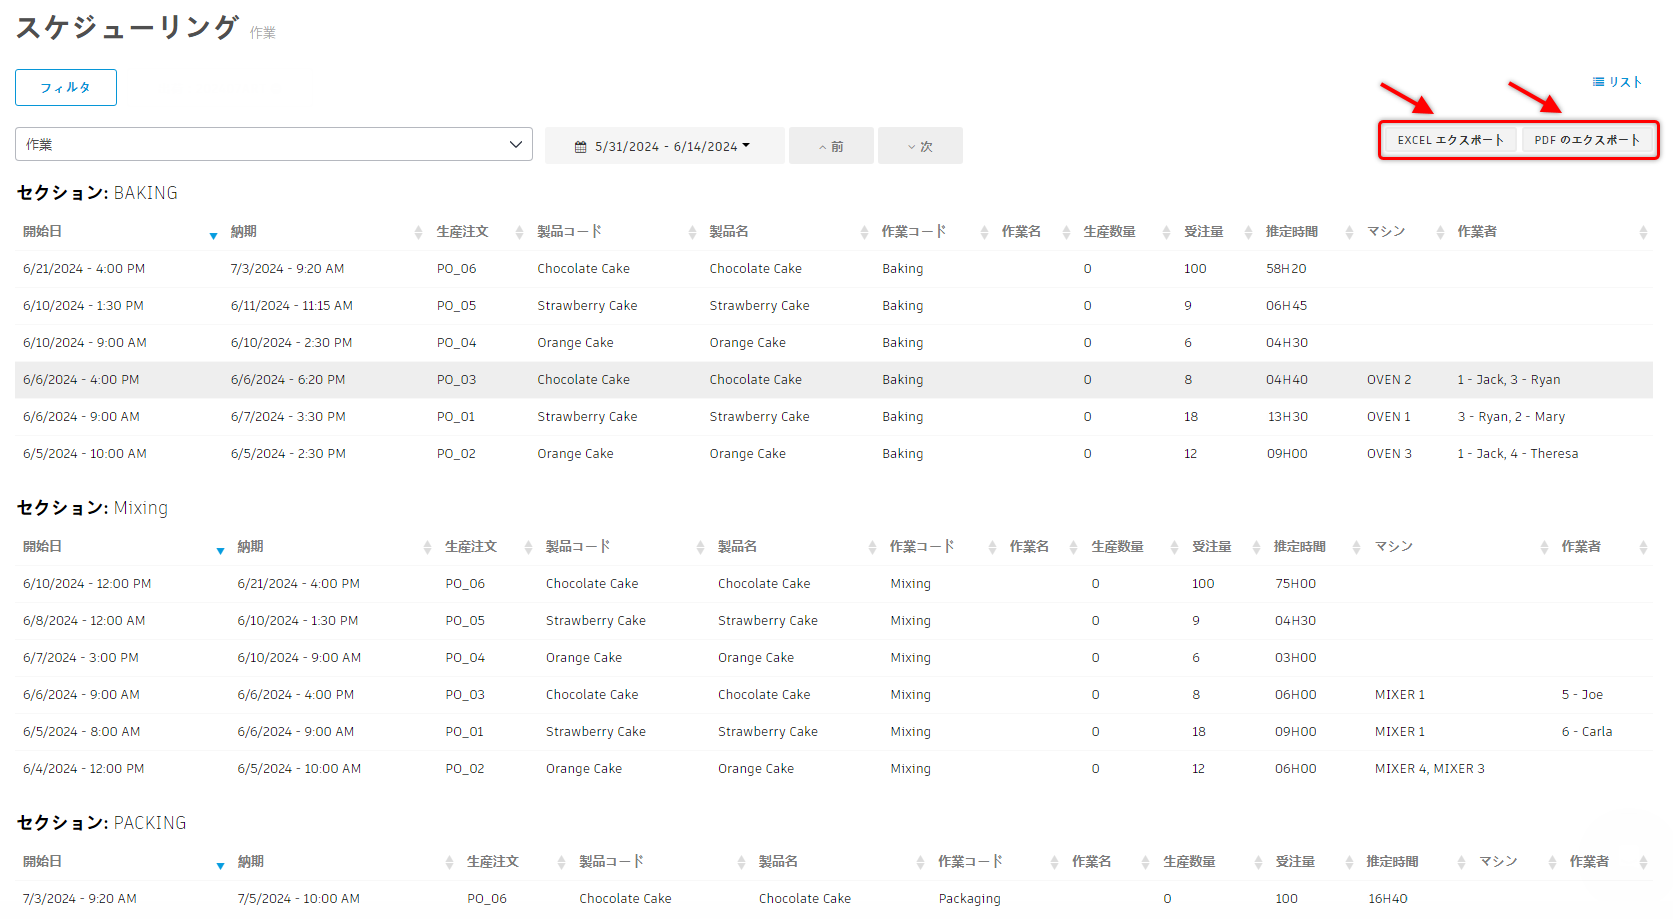 スケジューリング 作業
フィルタ
リスト
作業 5/31/2024 - 6/14/2024 前 次 EXCEL エクスポート PDF のエクスポート
セクション: BAKING
開始日 納期 生産注文 製品コード 製品名 作業コード 作業名 生産数量 受注量 推定時間 マシン 作業者
6/21/2024 - 4:00 PM 7/3/2024 - 9:20 AM PO_06 Chocolate Cake Chocolate Cake Baking 0 100 58H20
6/10/2024 - 1:30 PM 6/11/2024 - 11:15 AM PO_05 Strawberry Cake Strawberry Cake Baking 0 9 06H45
6/10/2024 - 9:00 AM 6/10/2024 - 2:30 PM PO_04 Orange Cake Orange Cake Baking 0 6 04H30
6/6/2024 - 4:00 PM 6/6/2024 - 6:20 PM PO_03 Chocolate Cake Chocolate Cake Baking 0 8 04H40 OVEN 2 1 - Jack, 3 - Ryan
6/6/2024 - 9:00 AM 6/7/2024 - 3:30 PM PO_01 Strawberry Cake Strawberry Cake Baking 0 18 13H30 OVEN 1 3 - Ryan, 2 - Mary
6/5/2024 - 10:00 AM 6/5/2024 - 2:30 PM PO_02 Orange Cake Orange Cake Baking 0 12 09H00 OVEN 3 1 - Jack, 4 - Theresa
セクション: Mixing
開始日 納期 生産注文 製品コード 製品名 作業コード 作業名 生産数量 受注量 推定時間 マシン 作業者
6/10/2024 - 12:00 PM 6/21/2024 - 4:00 PM PO_06 Chocolate Cake Chocolate Cake Mixing 0 100 75H00
6/8/2024 - 12:00 AM 6/10/2024 - 1:30 PM PO_05 Strawberry Cake Strawberry Cake Mixing 0 9 04H30
6/7/2024 - 3:00 PM 6/10/2024 - 9:00 AM PO_04 Orange Cake Orange Cake Mixing 0 6 03H00
6/6/2024 - 9:00 AM 6/6/2024 - 4:00 PM PO_03 Chocolate Cake Chocolate Cake Mixing 0 8 06H00 MIXER 1 5 - Joe
6/5/2024 - 8:00 AM 6/6/2024 - 9:00 AM PO_01 Strawberry Cake Strawberry Cake Mixing 0 18 09H00 MIXER 1 6 - Carla
6/4/2024 - 12:00 PM 6/5/2024 - 10:00 AM PO_02 Orange Cake Orange Cake Mixing 0 12 06H00 MIXER 4, MIXER 3
セクション: PACKING
開始日 納期 生産注文 製品コード 製品名 作業コード 作業名 生産数量 受注量 推定時間 マシン 作業者
7/3/2024 - 9:20 AM 7/5/2024 - 10:00 AM PO_06 Chocolate Cake Chocolate Cake Packaging 0 100 16H40